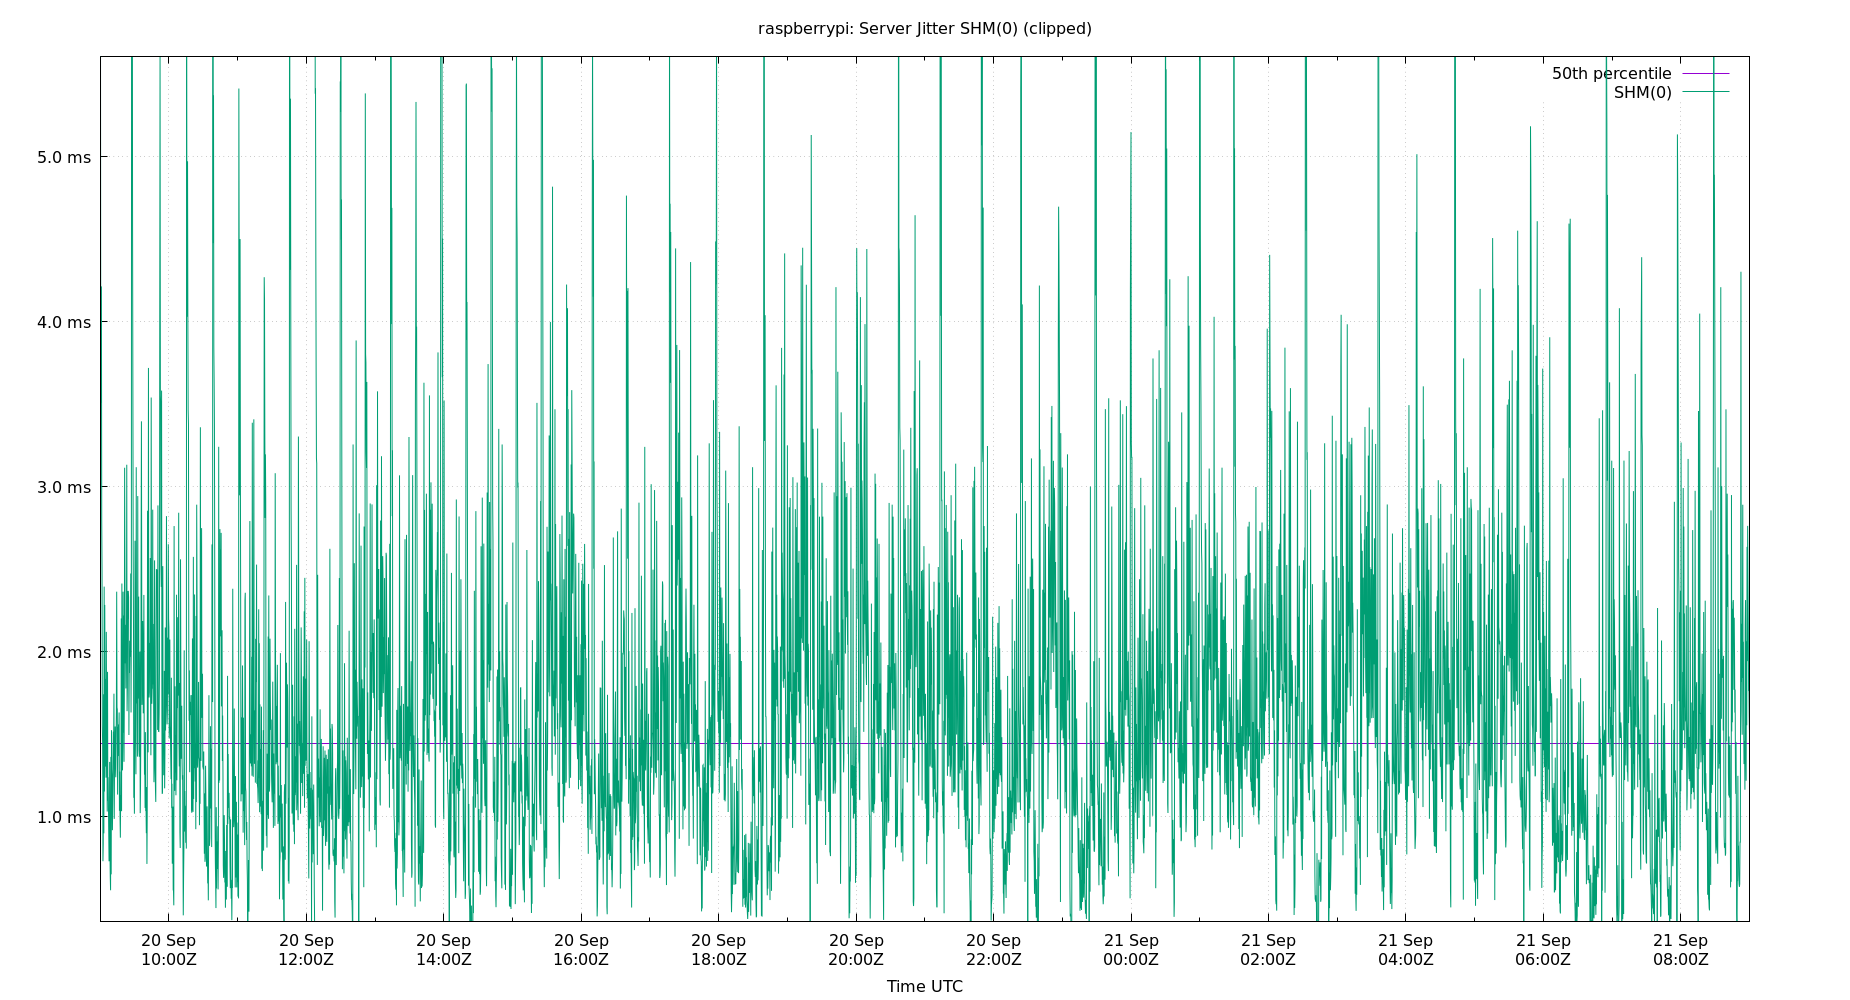 raspberrypi: Server Jitter SHM(0) (clipped)
50th percentile
SHM(0)
5.0 ms
4.0 ms
3.0 ms
2.0 ms
1.0 ms
20 Sep 20 Sep 20 Sep 20 Sep 20 Sep 20 Sep 20 Sep 21 Sep 21 Sep 21 Sep 21 Sep 21 Sep
10:00Z 12:00Z 14:00Z 16:00Z 18:00Z 20:00Z 22:00Z 00:00Z 02:00Z 04:00Z 06:00Z 08:00Z
Time UTC